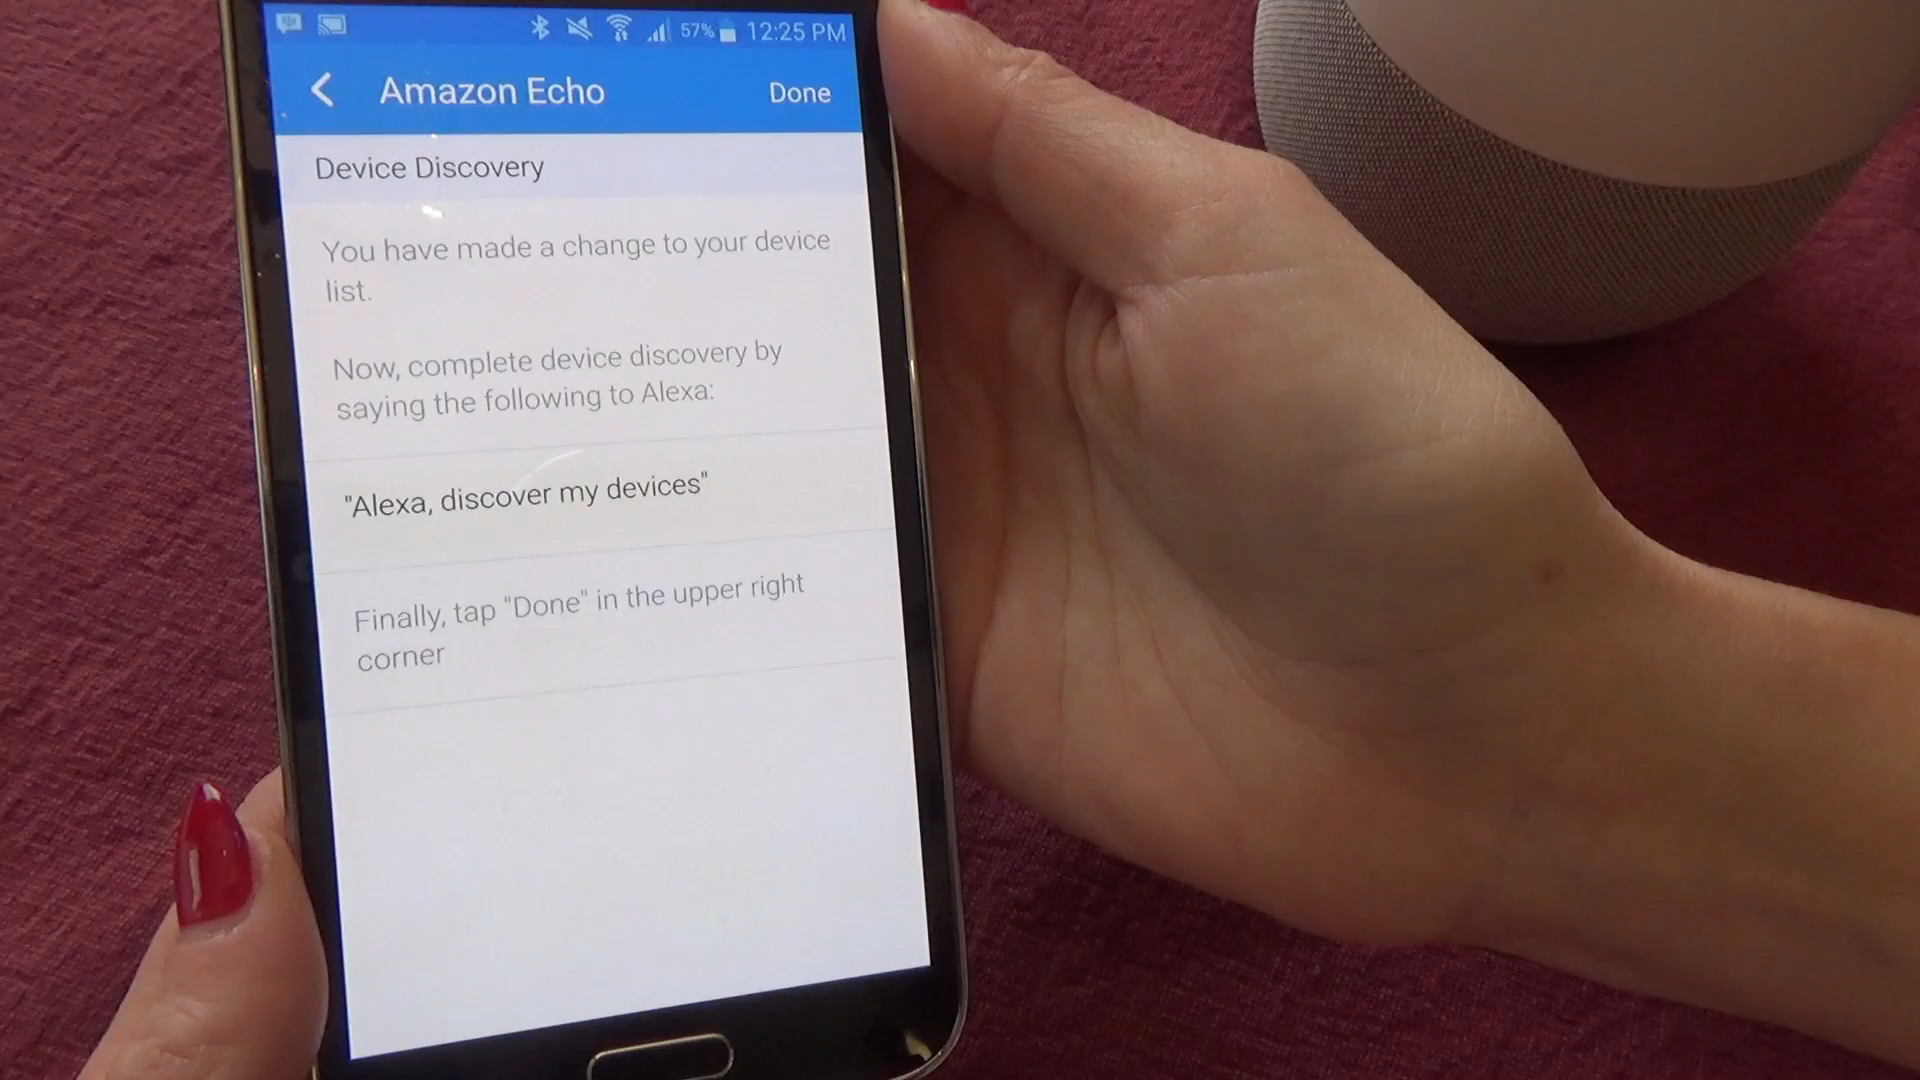 57% 12:25 PM
Amazon Echo Done
Device Discovery
You have made a change to your device
list.
Now, complete device discovery by
saying the following to Alexa:
"Alexa, discover my devices"
Finally, tap "Done" in the upper right
corner